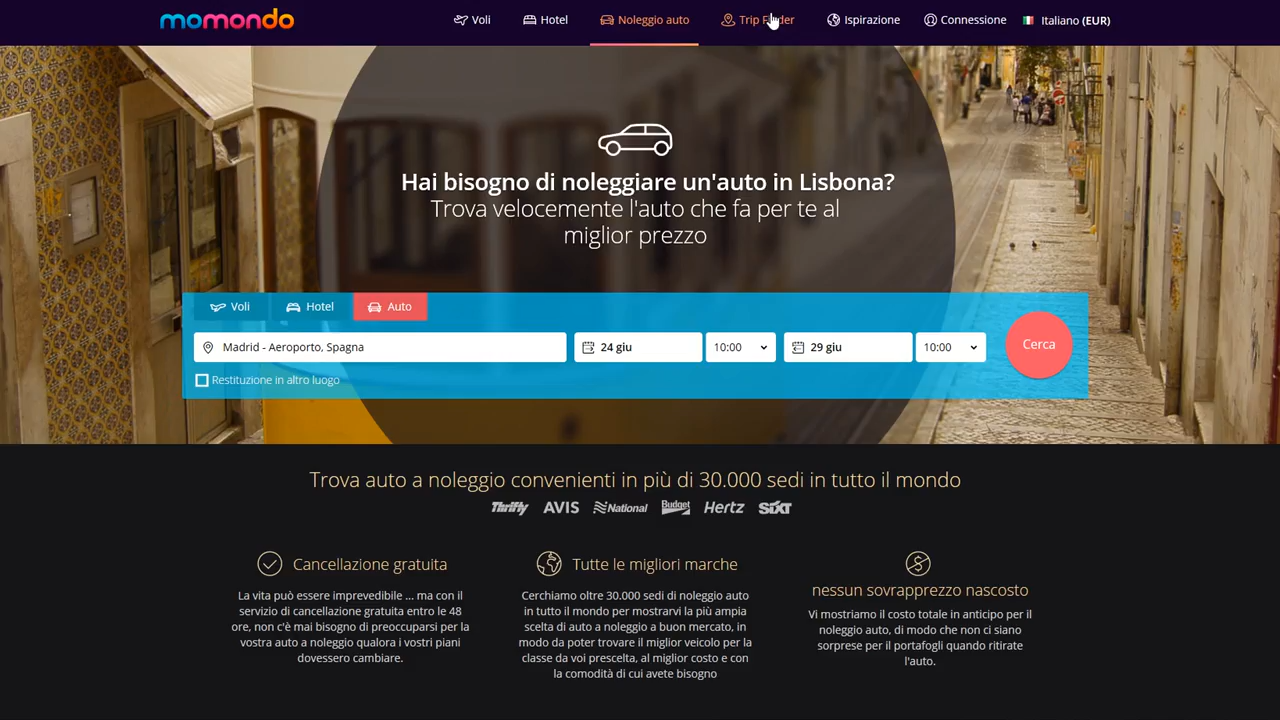 momondo
Voli
Hotel
Noleggio auto
Trip Finder
Ispirazione
Connessione
Italiano (EUR)
Hai bisogno di noleggiare un'auto in Lisbona?
Trova velocemente l'auto che fa per te al
miglior prezzo
Voli
Hotel
Auto
Madrid - Aeroporto, Spagna
24 giu
10:00
29 giu
10:00
Cerca
Restituzione in altro luogo
Trova auto a noleggio convenienti in più di 30.000 sedi in tutto il mondo
Thrifty AVIS National Budget Hertz SIXT
Cancellazione gratuita
La vita può essere imprevedibile ... ma con il
servizio di cancellazione gratuita entro le 48
ore, non c'è mai bisogno di preoccuparsi per la
vostra auto a noleggio qualora i vostri piani
dovessero cambiare.
Tutte le migliori marche
Cerchiamo oltre 30.000 sedi di noleggio auto
in tutto il mondo per mostrarvi la più ampia
scelta di auto a noleggio a buon mercato, in
modo da poter trovare il miglior veicolo per la
classe da voi prescelta, al miglior costo e con
la comodità di cui avete bisogno
nessun sovrapprezzo nascosto
Vi mostriamo il costo totale in anticipo per il
noleggio auto, di modo che non ci siano
sorprese per il portafogli quando ritirate
l'auto.